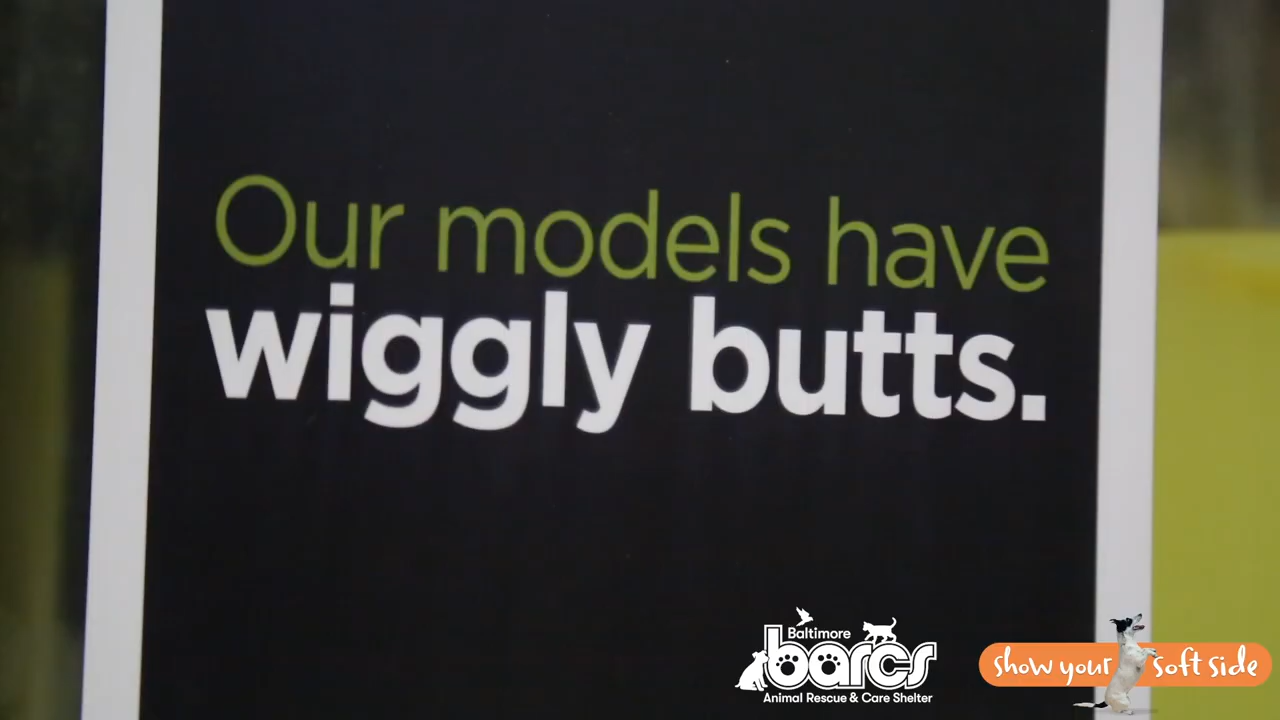 Our models have
wiggly butts.
Baltimore
barcs
Animal Rescue & Care Shelter
show your soft side